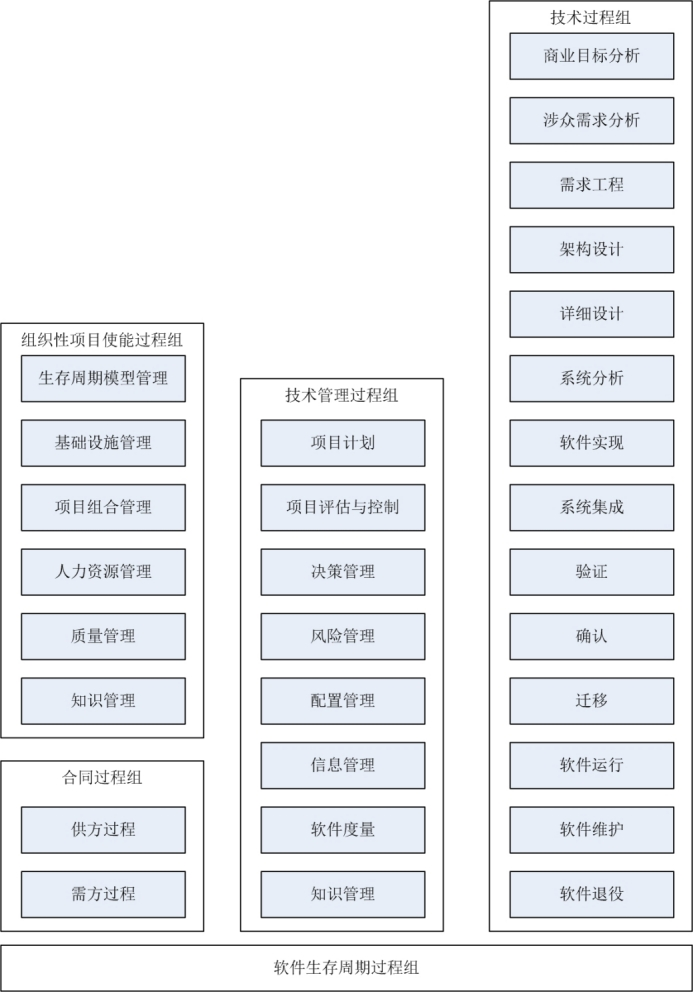 组织性项目使能过程组
生存周期模型管理
基础设施管理
项目组合管理
人力资源管理
质量管理
知识管理
合同过程组
供方过程
需方过程
技术管理过程组
项目计划
项目评估与控制
决策管理
风险管理
配置管理
信息管理
软件度量
知识管理
技术过程组
商业目标分析
涉众需求分析
需求工程
架构设计
详细设计
系统分析
软件实现
系统集成
验证
确认
迁移
软件运行
软件维护
软件退役
软件生存周期过程组